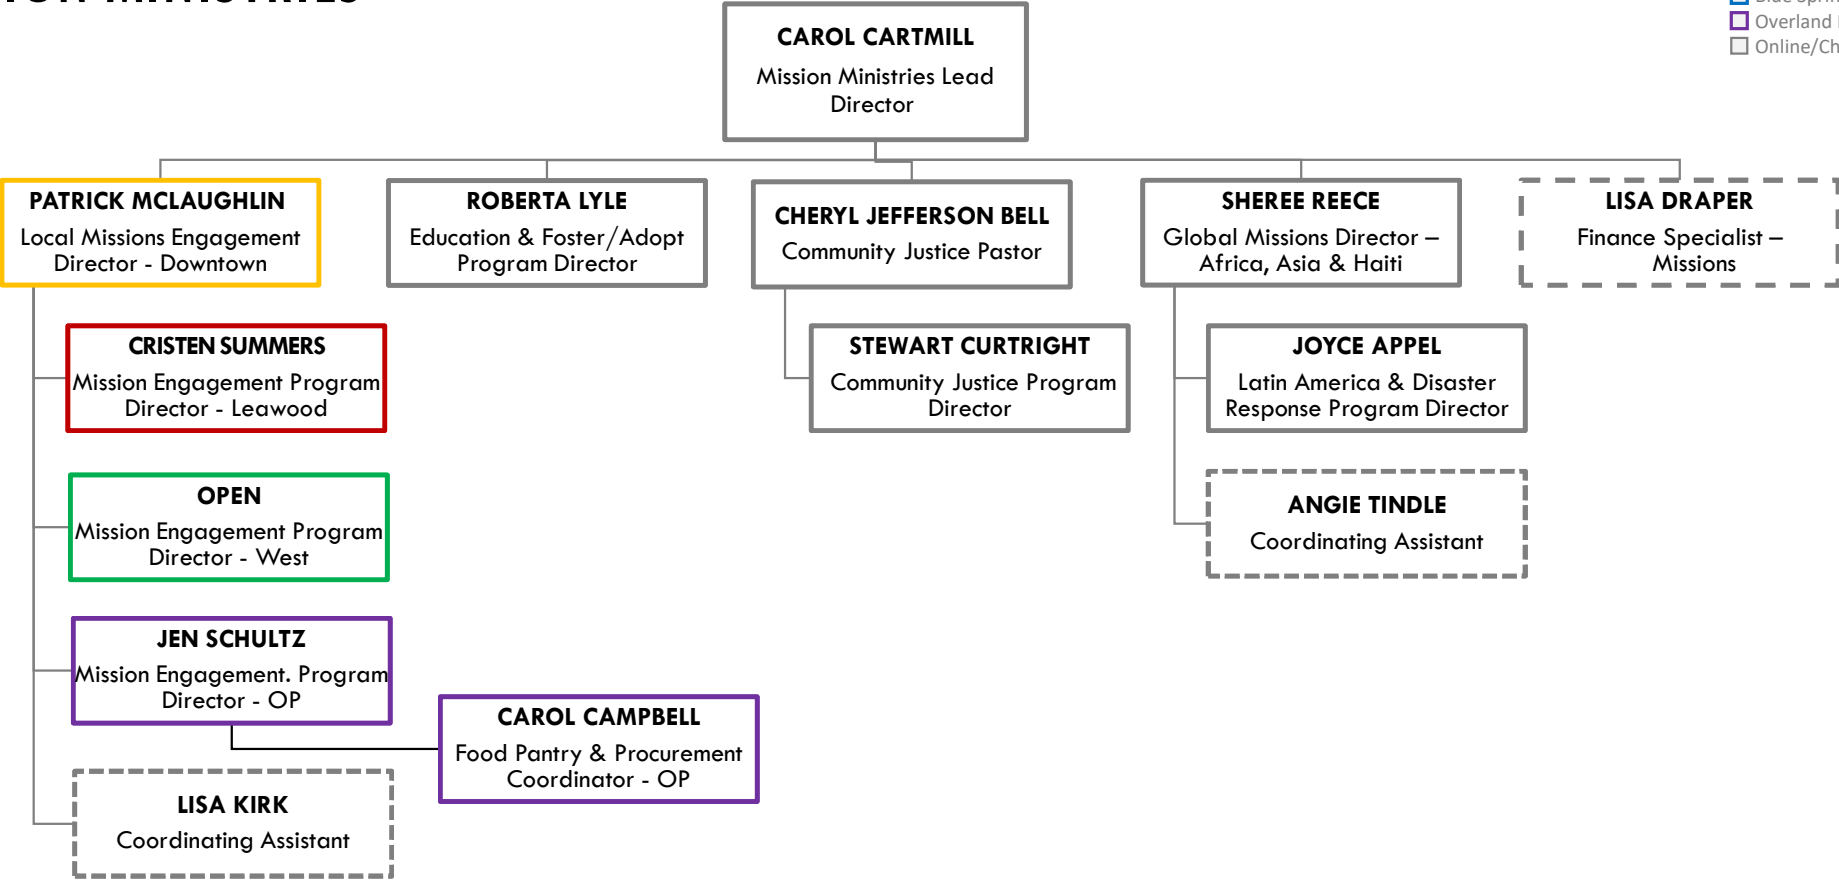 MINISTRIES
Blue
Overland
CAROL CARTMILL
Mission Ministries Lead
Director
PATRICK MCLAUGHLIN
Local Missions Engagement
Director - Downtown
ROBERTA LYLE
Education & Foster/Adopt
Program Director
CHERYL JEFFERSON BELL
Community Justice Pastor
SHEREE REECE
Global Missions Director –
Africa, Asia & Haiti
LISA DRAPER
Finance Specialist –
Missions
CRISTEN SUMMERS
Mission Engagement Program
Director - Leawood
STEWART CURTRIGHT
Community Justice Program
Director
JOYCE APPEL
Latin America & Disaster
Response Program Director
OPEN
Mission Engagement Program
Director - West
ANGIE TINDLE
Coordinating Assistant
JEN SCHULTZ
Mission Engagement. Program
Director - OP
CAROL CAMPBELL
Food Pantry & Procurement
Coordinator - OP
LISA KIRK
Coordinating Assistant